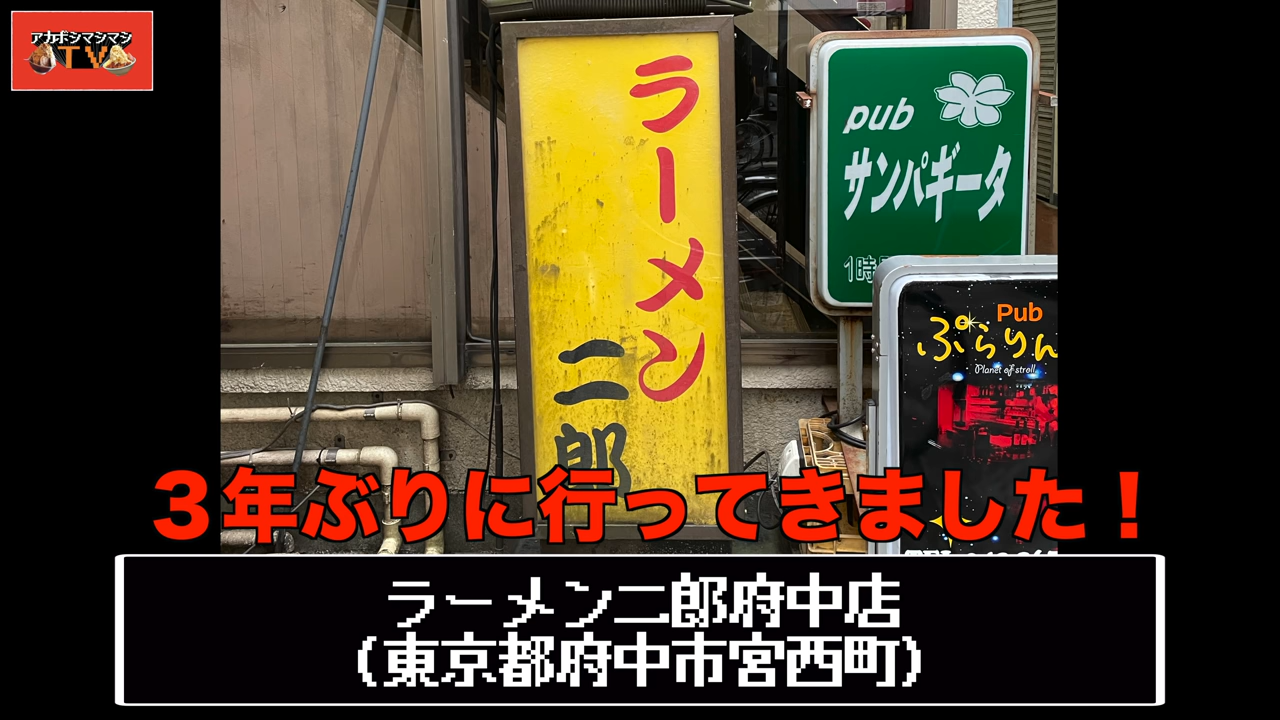 アカボシマシマシ
TV
ラーメン
二郎
pub
サンパギータ
1時
Pub
ぷらりん
Planet of stroll
3年ぶりに行ってきました！
ラーメン二郎府中店
(東京都府中市宮西町)